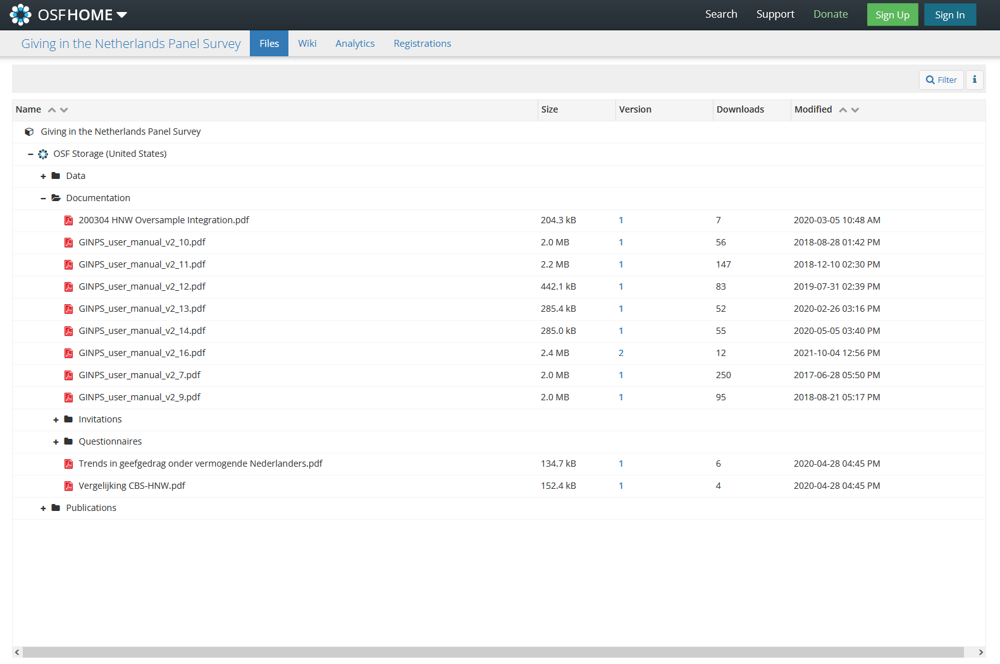 OSFHOME Search Support Donate Sign Up Sign In
Giving in the Netherlands Panel Survey Files Wiki Analytics Registrations
Filter
Name Size Version Downloads Modified
Giving in the Netherlands Panel Survey
OSF Storage (United States)
Data
Documentation
200304 HNW Oversample Integration.pdf 204.3 kB 1 7 2020-03-05 10:48 AM
GINPS_user_manual_v2_10.pdf 2.0 MB 1 56 2018-08-28 01:42 PM
GINPS_user_manual_v2_11.pdf 2.2 MB 1 147 2018-12-10 02:30 PM
GINPS_user_manual_v2_12.pdf 442.1 kB 1 83 2019-07-31 02:39 PM
GINPS_user_manual_v2_13.pdf 285.4 kB 1 52 2020-02-26 03:16 PM
GINPS_user_manual_v2_14.pdf 285.0 kB 1 55 2020-05-05 03:40 PM
GINPS_user_manual_v2_16.pdf 2.4 MB 2 12 2021-10-04 12:56 PM
GINPS_user_manual_v2_7.pdf 2.0 MB 1 250 2017-06-28 05:50 PM
GINPS_user_manual_v2_9.pdf 2.0 MB 1 95 2018-08-21 05:17 PM
Invitations
Questionnaires
Trends in geefgedrag onder vermogende Nederlanders.pdf 134.7 kB 1 6 2020-04-28 04:45 PM
Vergelijking CBS-HNW.pdf 152.4 kB 1 4 2020-04-28 04:45 PM
Publications